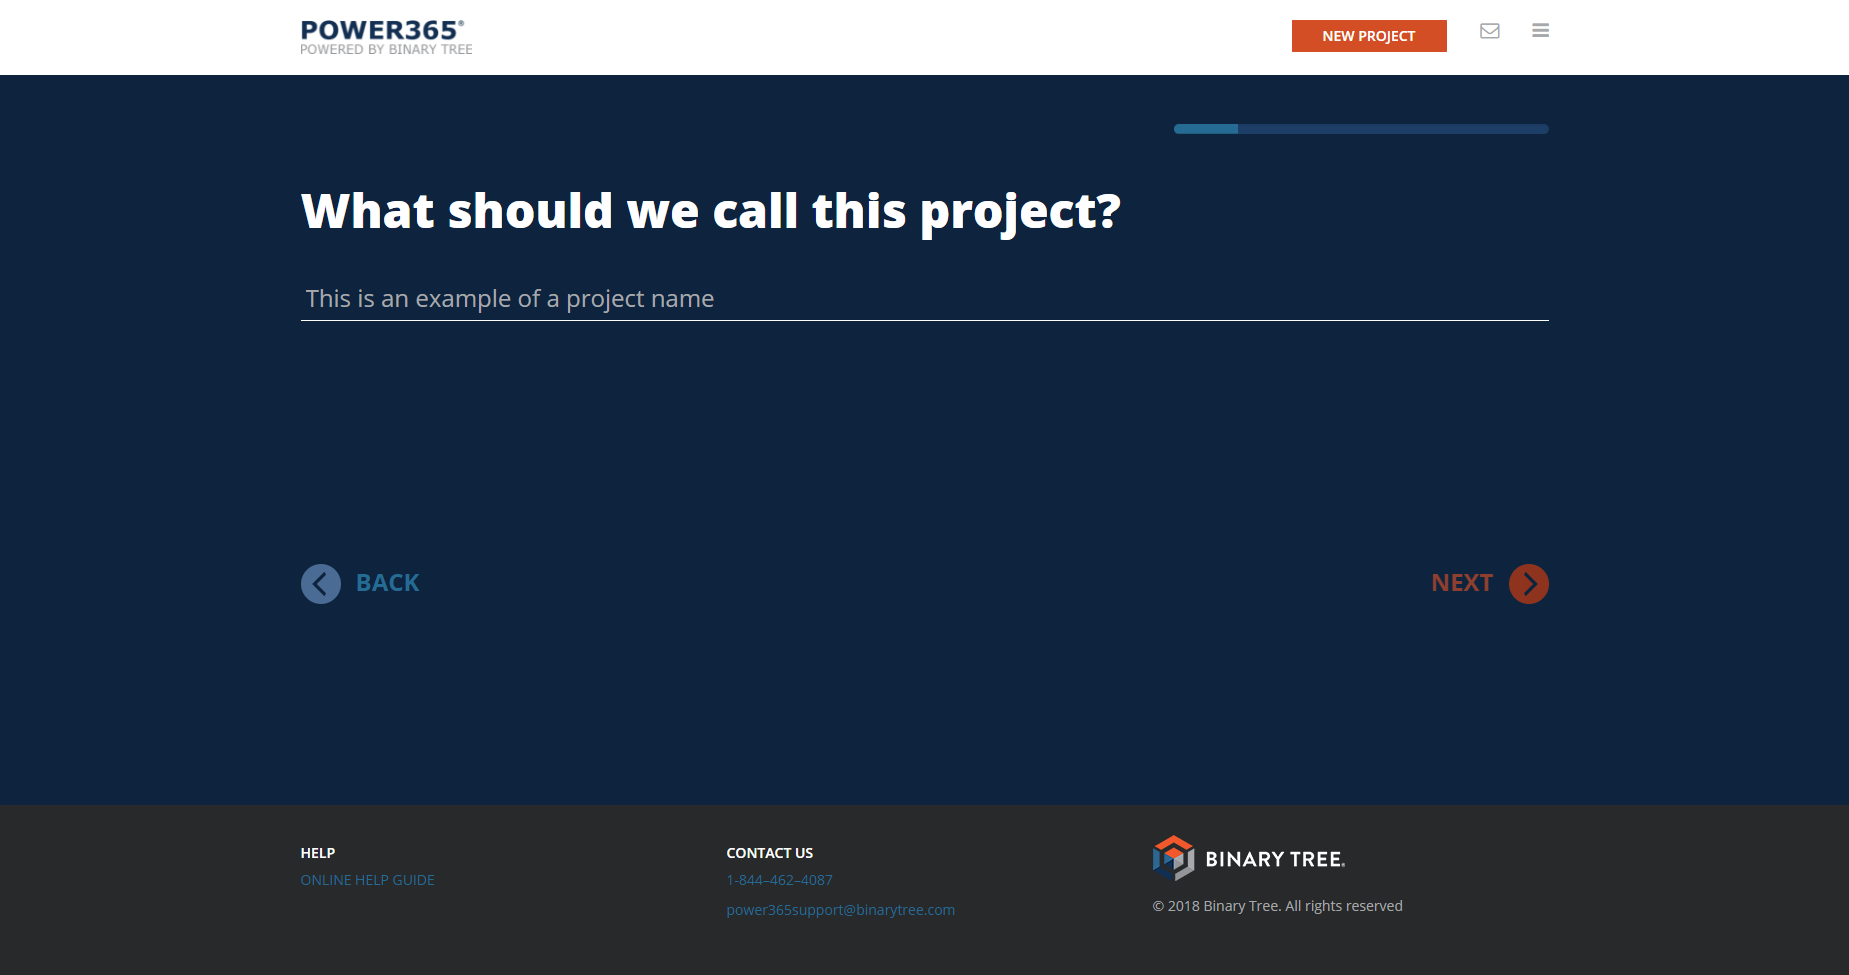 POWER365®
POWERED BY BINARY TREE
NEW PROJECT
What should we call this project?
This is an example of a project name
BACK
NEXT
HELP
ONLINE HELP GUIDE
CONTACT US
1-844–462–4087
power365support@binarytree.com
BINARY TREE.
© 2018 Binary Tree. All rights reserved